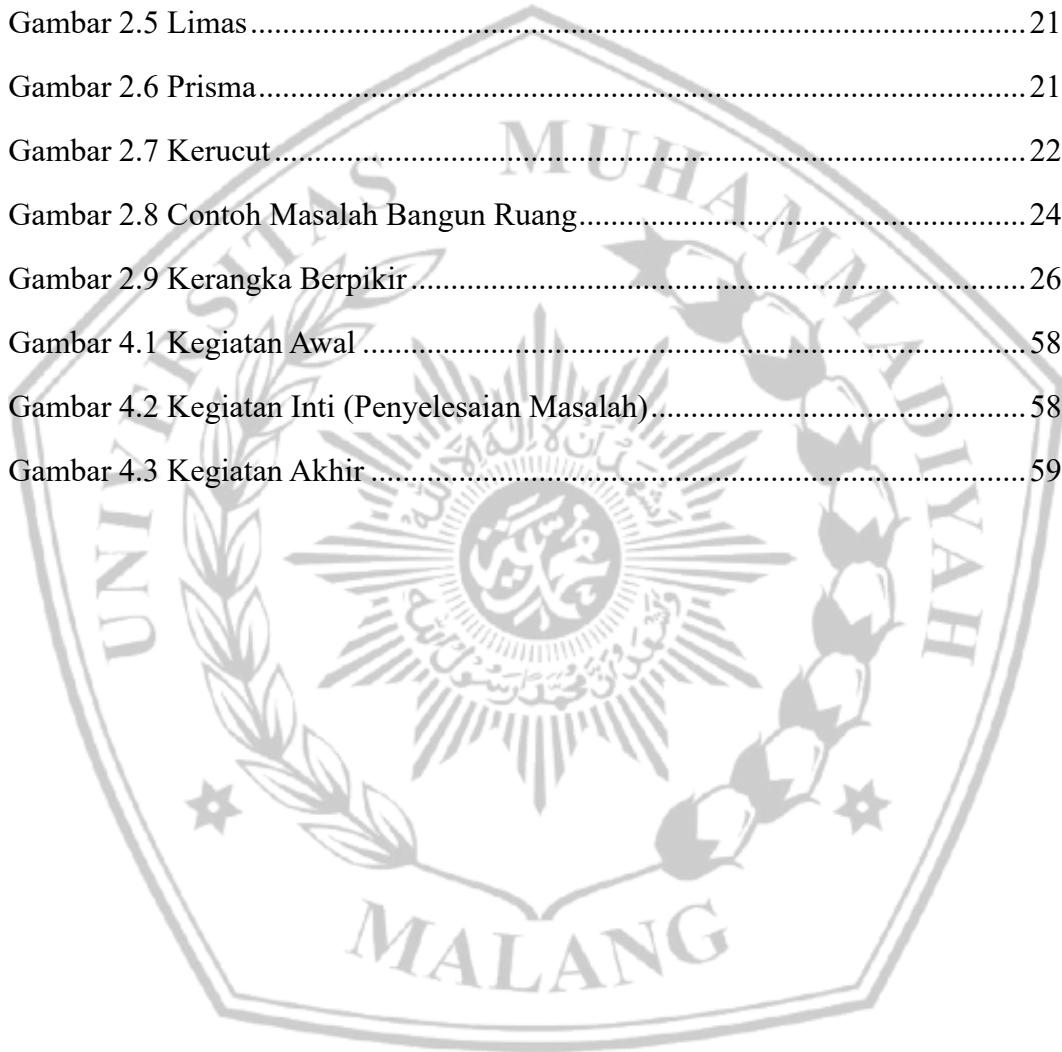 Gambar 2.5 Limas 21
Gambar 2.6 Prisma 21
Gambar 2.7 Kerucut 22
Gambar 2.8 Contoh Masalah Bangun Ruang 24
Gambar 2.9 Kerangka Berpikir 26
Gambar 4.1 Kegiatan Awal 58
Gambar 4.2 Kegiatan Inti (Penyelesaian Masalah) 58
Gambar 4.3 Kegiatan Akhir 59
UNIVERSITAS MUHAMMADIYAH
MALANG